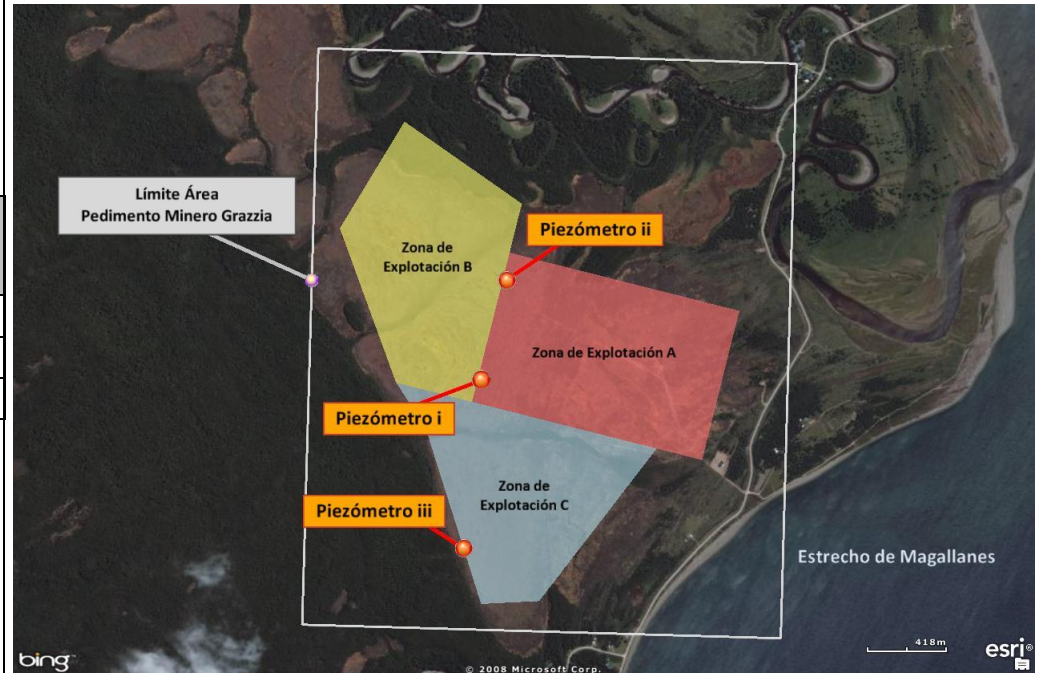 Límite Área
Pedimento Minero Grazzia
Piezómetro ii
Zona de
Explotación B
Zona de Explotación A
Piezómetro i
Zona de
Explotación C
Piezómetro iii
Estrecho de Magallanes
418m
bing™
© 2008 Microsoft Corp.
esri®